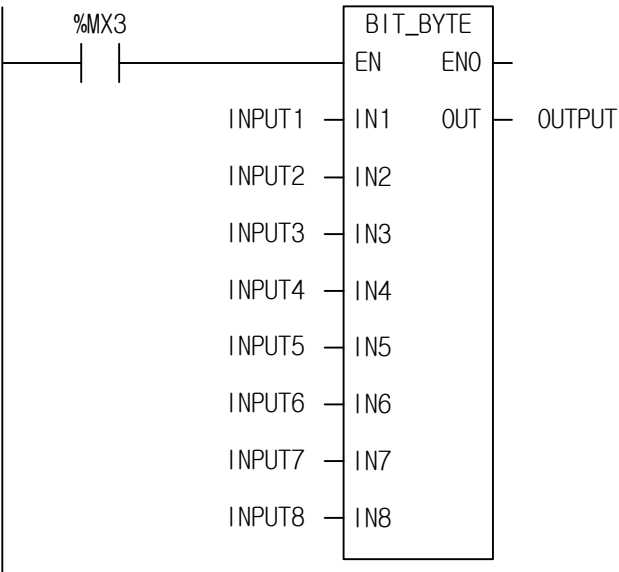 %MX3 BIT_BYTE
EN ENO
INPUT1 IN1 OUT OUTPUT
INPUT2 IN2
INPUT3 IN3
INPUT4 IN4
INPUT5 IN5
INPUT6 IN6
INPUT7 IN7
INPUT8 IN8